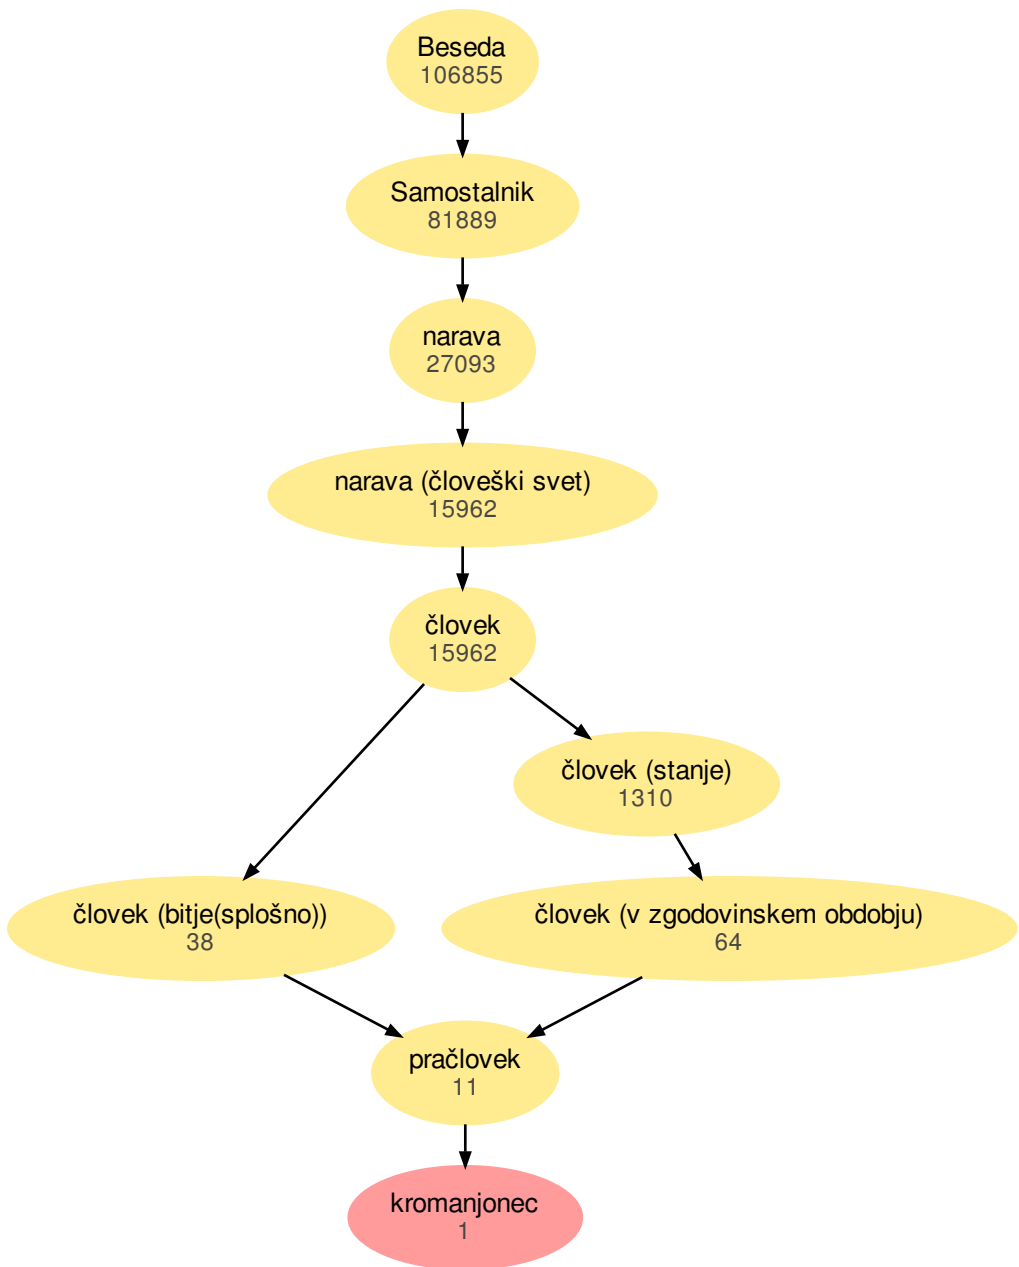 Beseda
106855
Samostalnik
81889
narava
27093
narava (človeški svet)
15962
človek
15962
človek (stanje)
1310
človek (bitje(splošno))
38
človek (v zgodovinskem obdobju)
64
pračlovek
11
kromanjonec
1